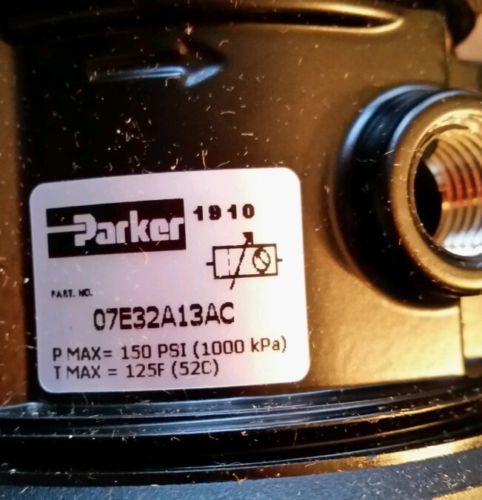 Parker 1910
PART. NO.
07E32A13AC
P MAX= 150 PSI (1000 kPa)
T MAX = 125F (52C)